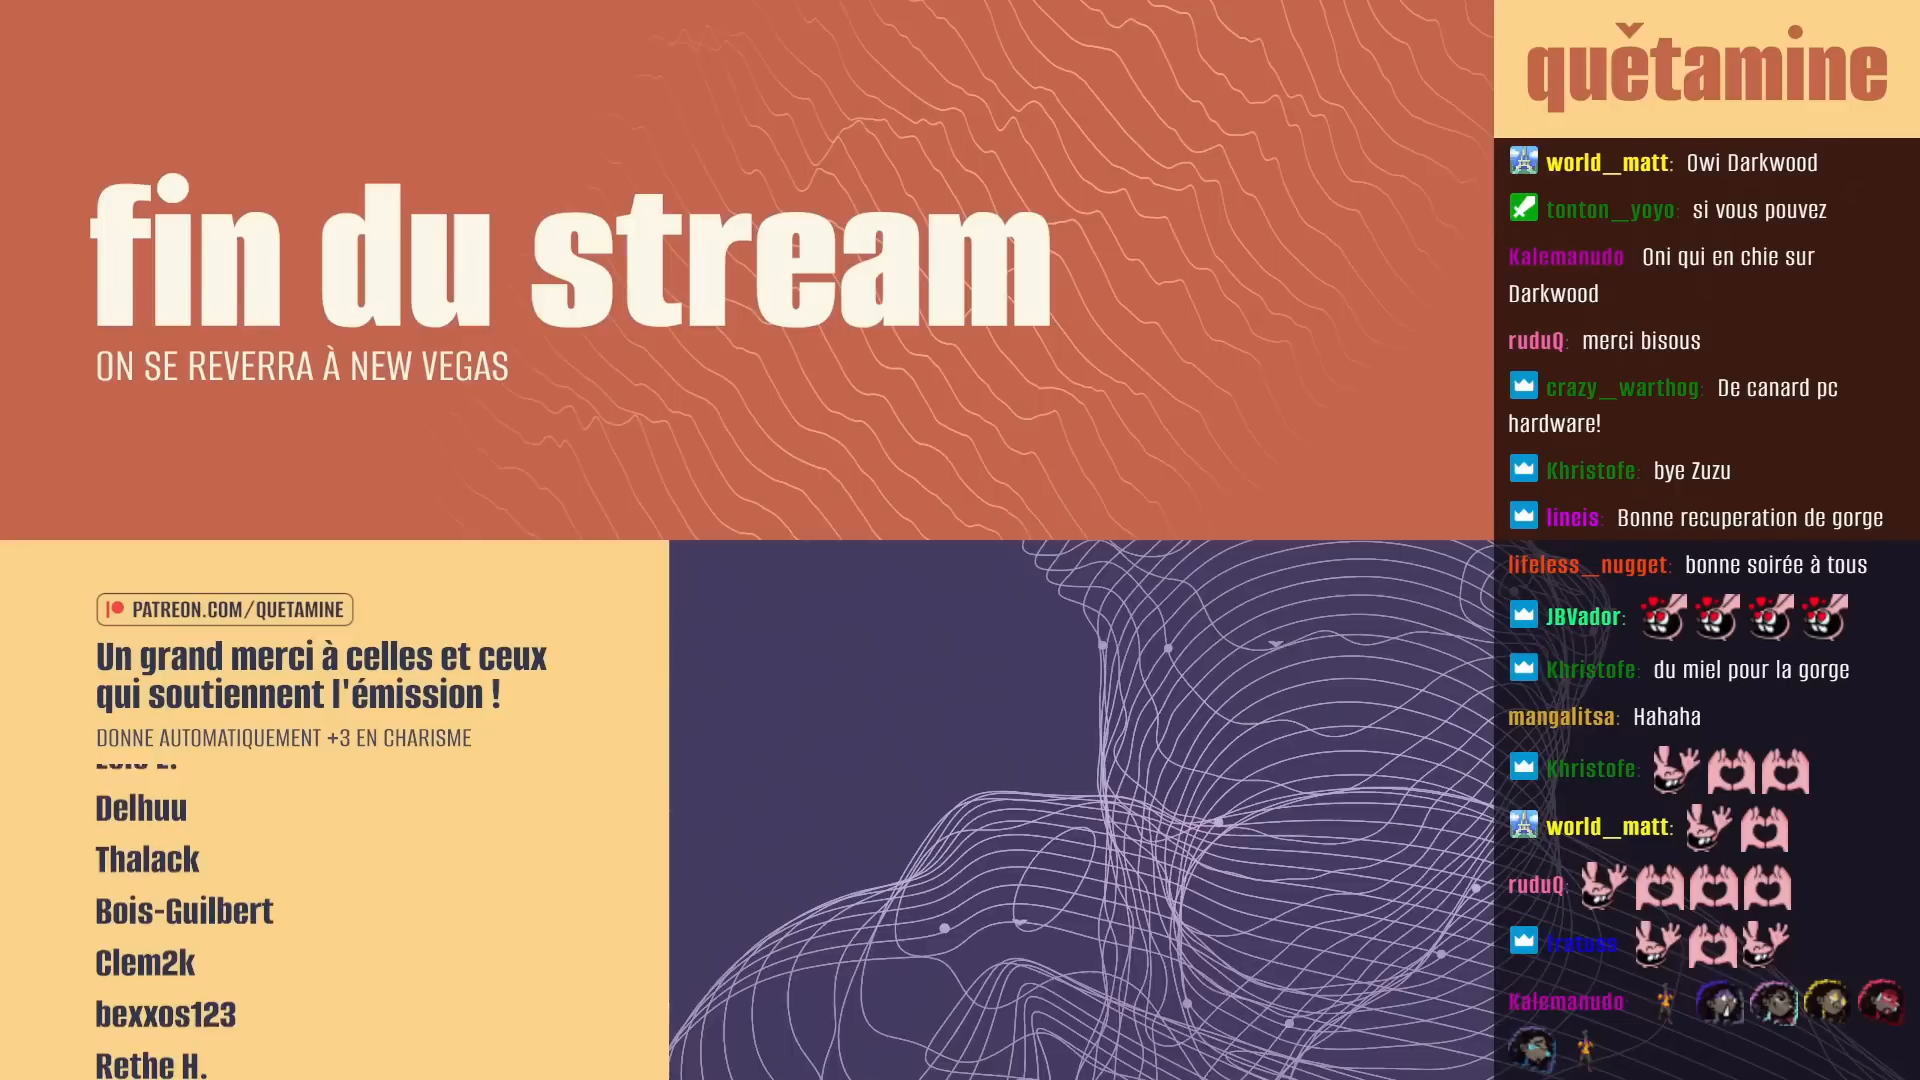 fin du stream
ON SE REVERRA À NEW VEGAS
PATREON.COM/QUETAMINE
Un grand merci à celles et ceux
qui soutiennent l'émission !
DONNE AUTOMATIQUEMENT +3 EN CHARISME
Delhuu
Thalack
Bois-Guilbert
Clem2k
bexxos123
Rethe H.
quětamine
world_matt: Owi Darkwood
tonton_yoyo: si vous pouvez
Kalemanudo Oni qui en chie sur
Darkwood
ruduQ: merci bisous
crazy_warthog: De canard pc
hardware!
Khristofe: bye Zuzu
lineis: Bonne recuperation de gorge
lifeless_nugget: bonne soirée à tous
JBVador:
Khristofe: du miel pour la gorge
mangalitsa: Hahaha
Khristofe:
world_matt:
ruduQ:
Kalemanudo